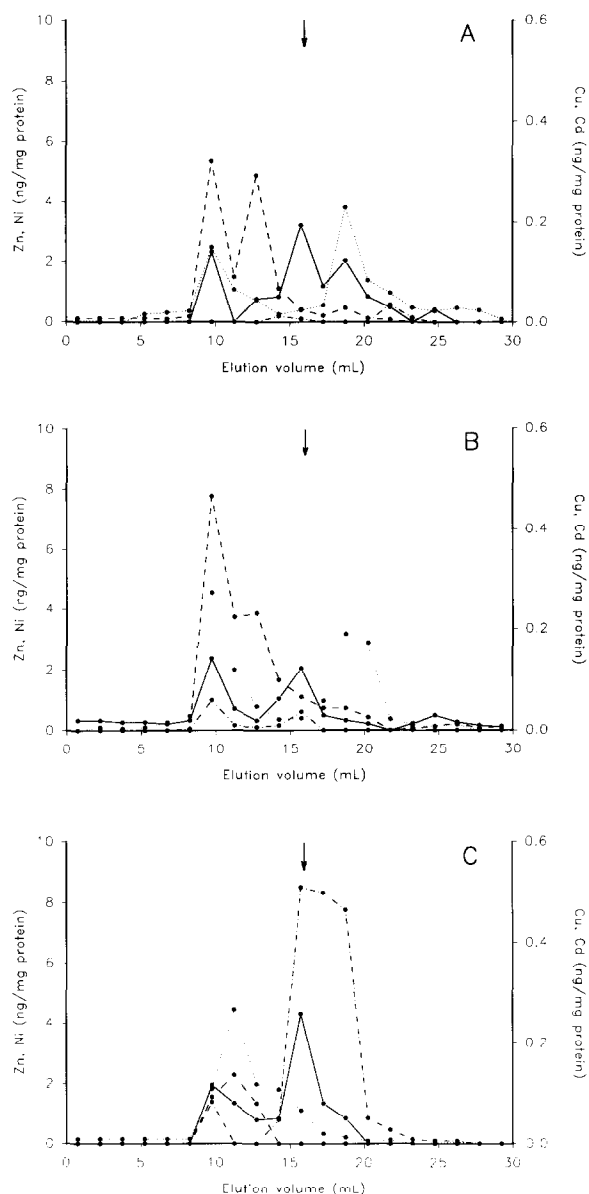 A
10
8
6
4
2
0
Zn, Ni (ng/mg protein)
0.6
0.4
0.2
0.0
Cu, Cd (ng/mg protein)
0 5 10 15 20 25 30
Elution volume (mL)
B
10
8
6
4
2
0
Zn, Ni (ng/mg protein)
0.6
0.4
0.2
0.0
Cu, Cd (ng/mg protein)
0 5 10 15 20 25 30
Elution volume (mL)
C
10
8
6
4
2
0
Zn, Ni (ng/mg protein)
0.6
0.4
0.2
0.0
Cu, Cd (ng/mg protein)
0 5 10 15 20 25 30
Elution volume (mL)